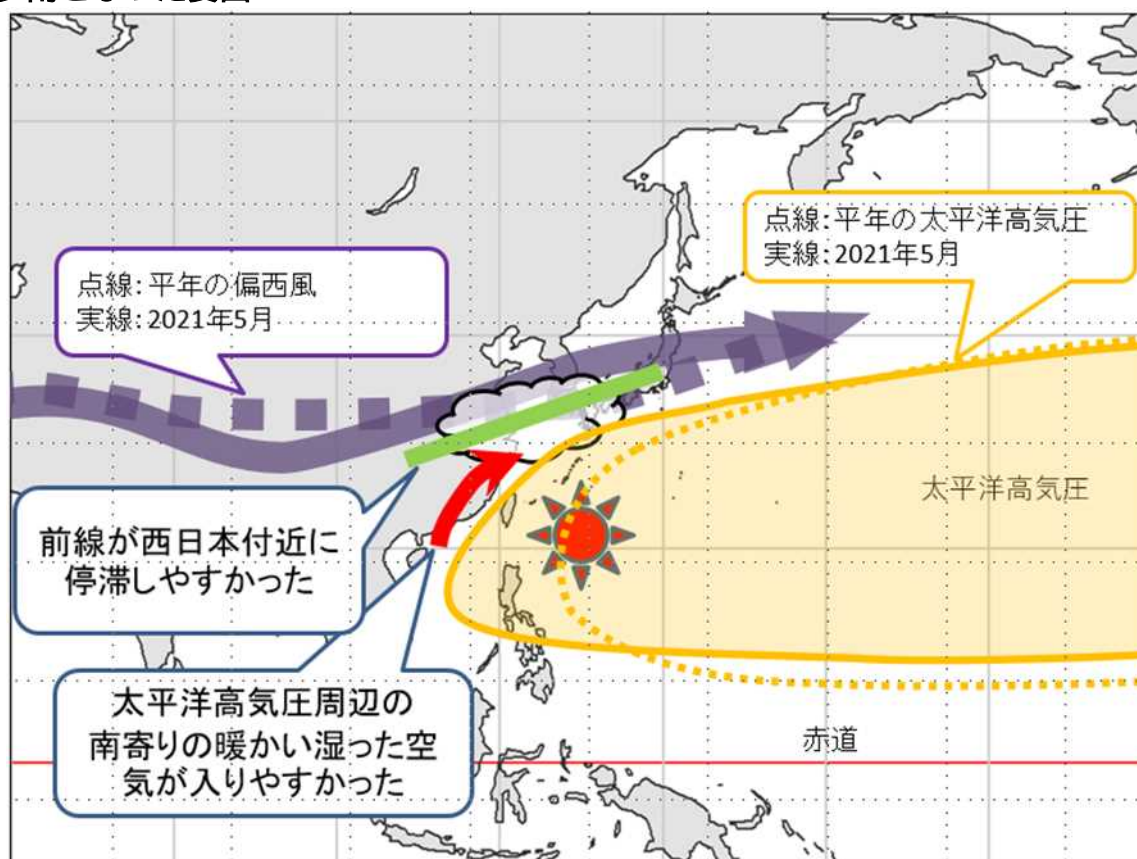 点線:平年の太平洋高気圧
実線:2021年5月
点線:平年の偏西風
実線:2021年5月
太平洋高気圧
前線が西日本付近に
停滞しやすかった
太平洋高気圧周辺の
南寄りの暖かい湿った空
気が入りやすかった
赤道